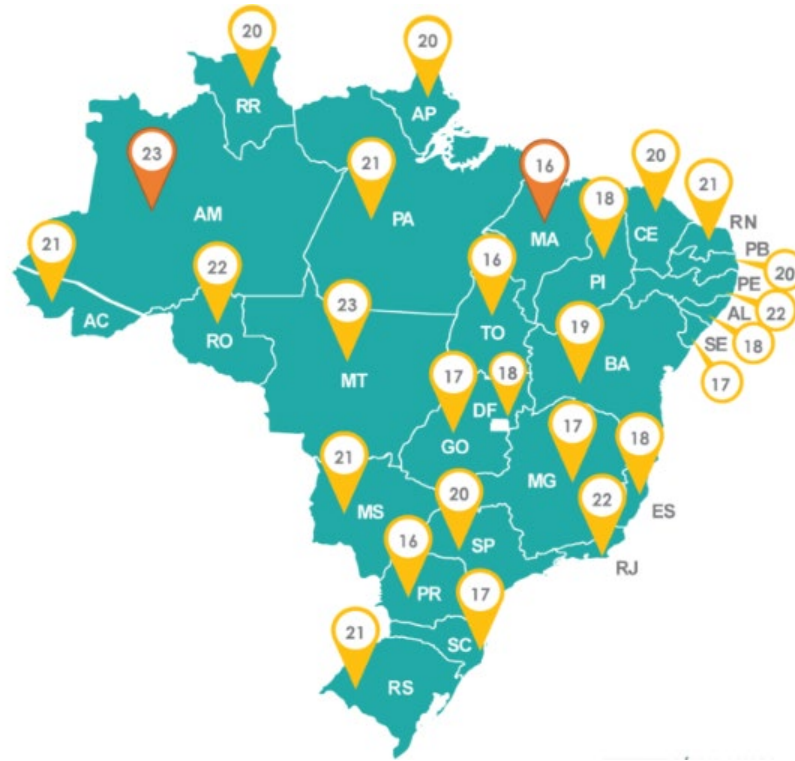 20
RR
20
AP
23
AM
21
PA
16
MA
18
PI
20
CE
21
RN
PB
20
PE
22
AL
18
SE
17
21
AC
22
RO
23
MT
16
TO
19
BA
17
GO
18
DF
17
MG
18
ES
21
MS
20
SP
22
RJ
16
PR
17
SC
21
RS